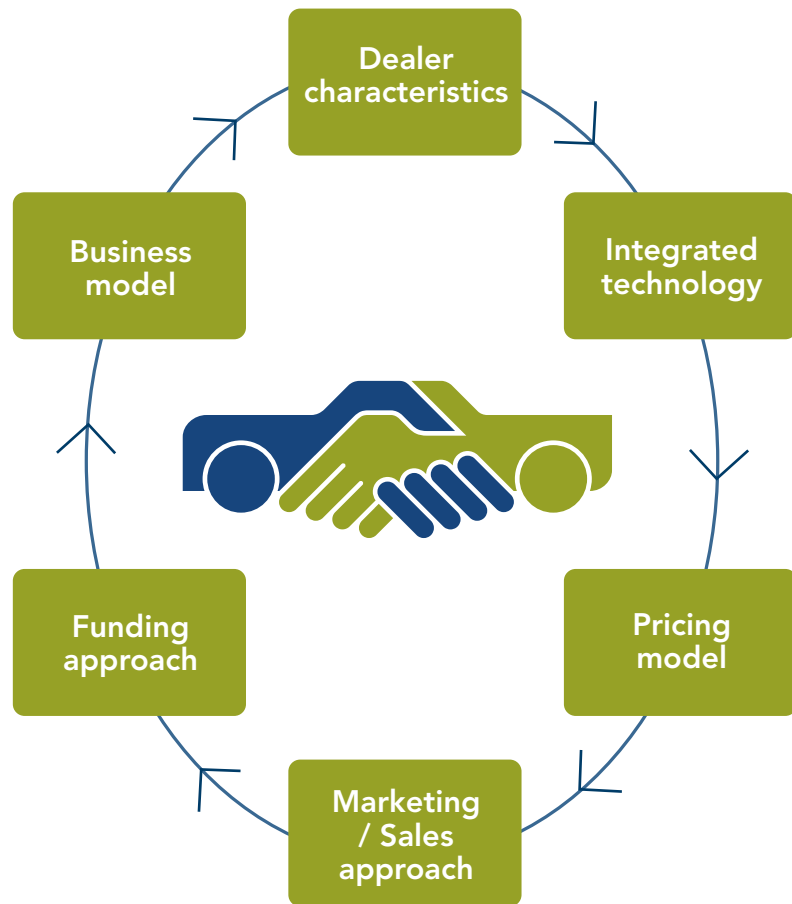 Dealer
characteristics
Integrated
technology
Pricing
model
Marketing
/ Sales
approach
Funding
approach
Business
model